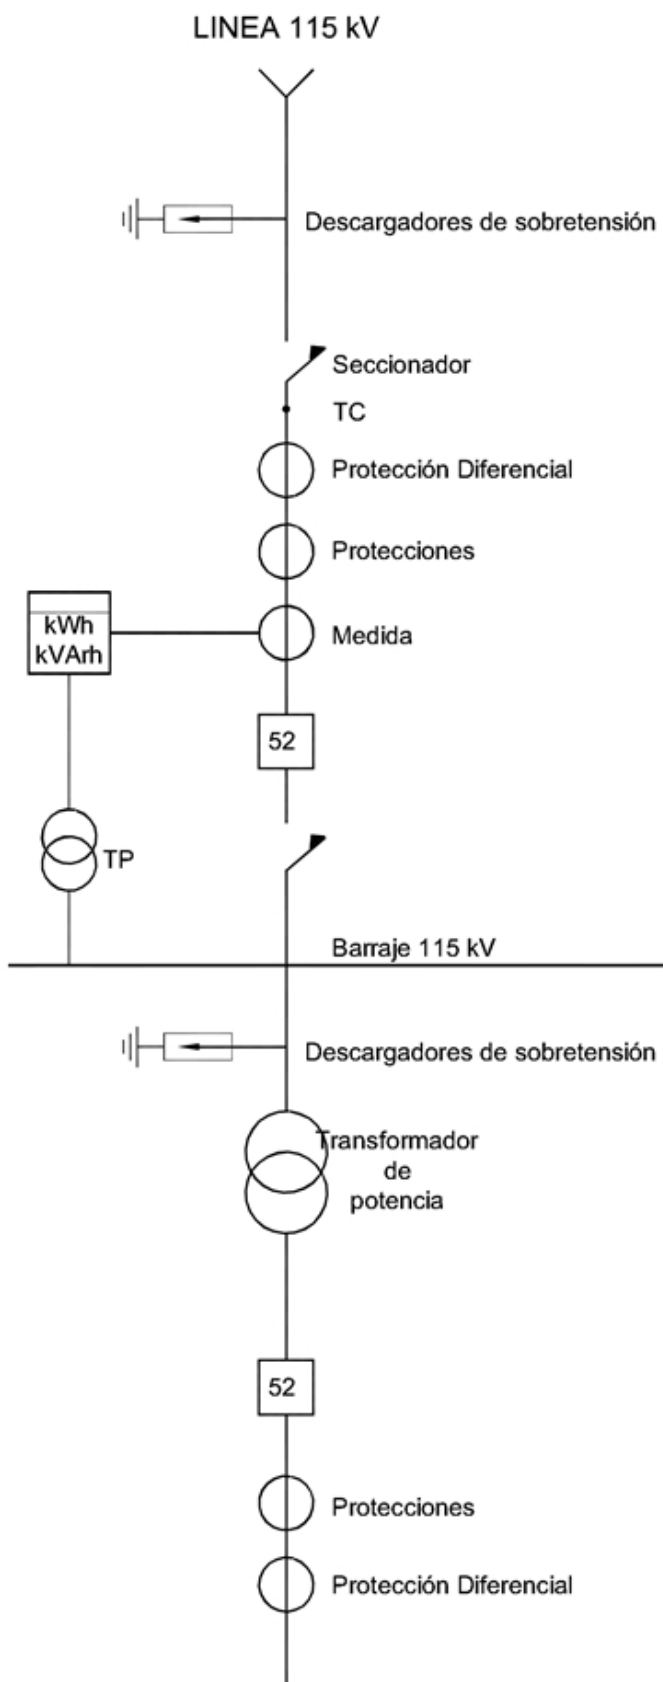 LINEA 115 kV
Descargadores de sobretensión
Seccionador
TC
Protección Diferencial
Protecciones
kWh
kVArh
Medida
52
TP
Barraje 115 kV
Descargadores de sobretensión
Transformador
de
potencia
52
Protecciones
Protección Diferencial